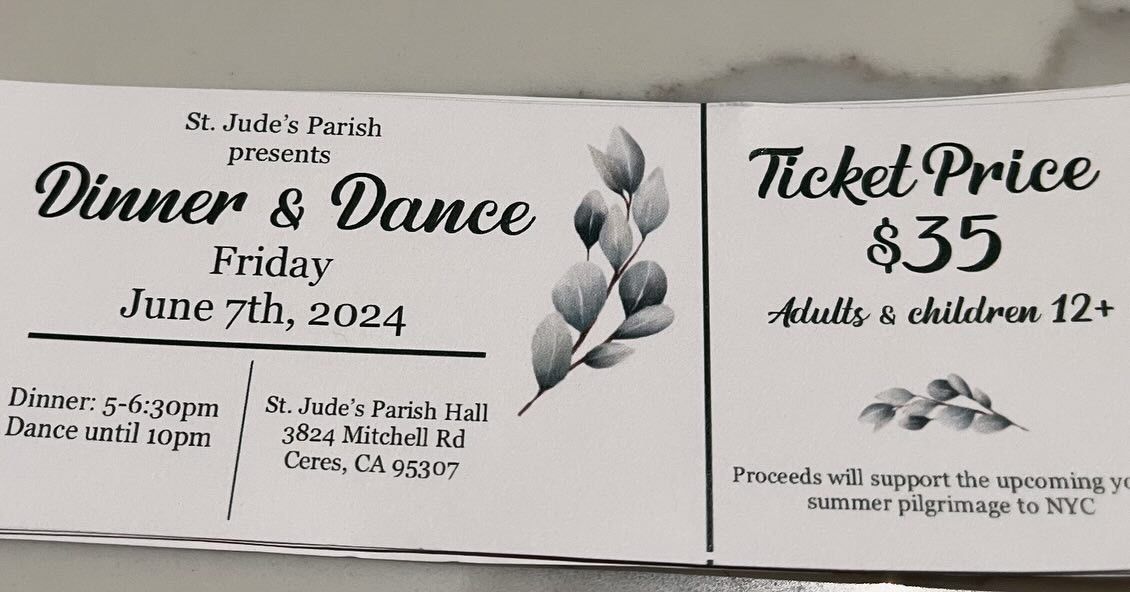 St. Jude's Parish
presents
Dinner & Dance
Friday
June 7th, 2024
Dinner: 5-6:30pm
Dance until 10pm
St. Jude's Parish Hall
3824 Mitchell Rd
Ceres, CA 95307
Ticket Price
$35
Adults & children 12+
Proceeds will support the upcoming
summer pilgrimage to NYC